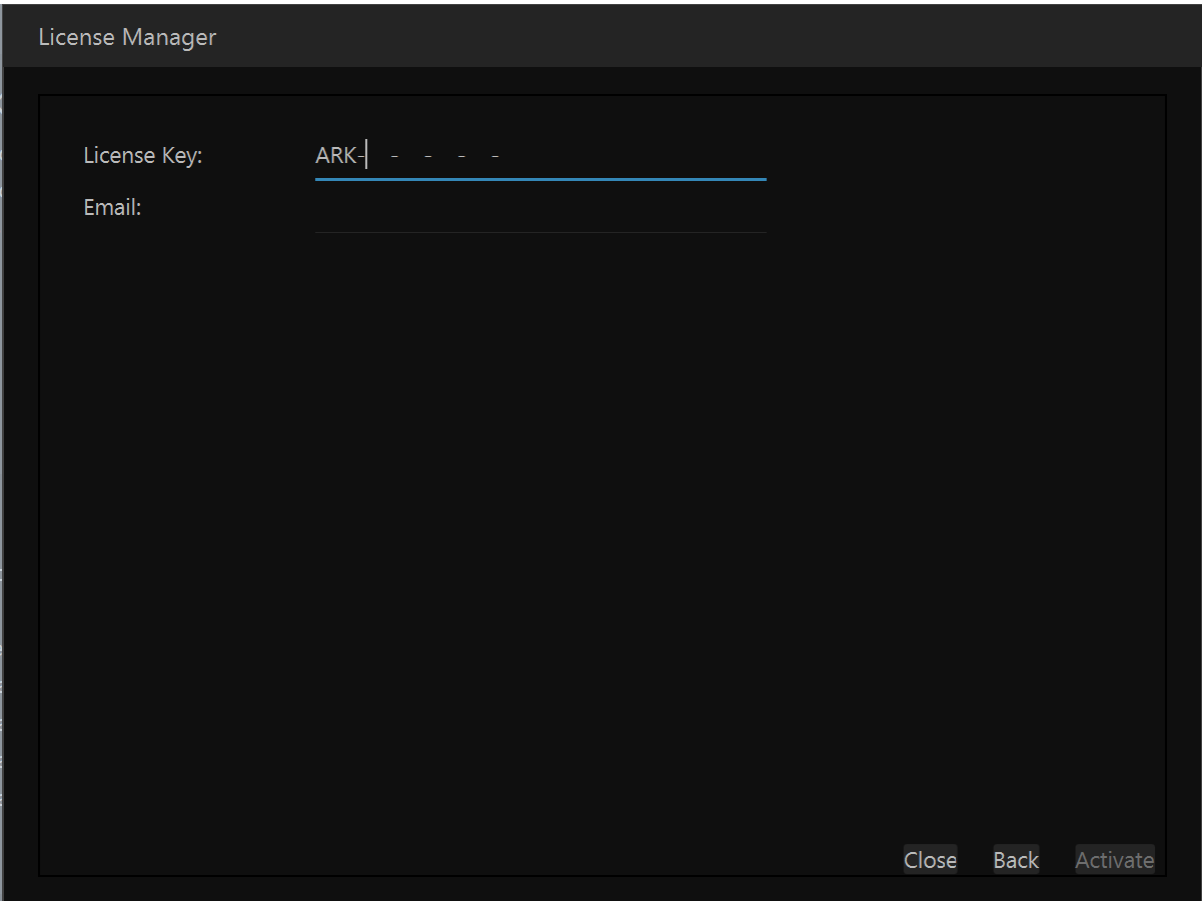 License Manager
License Key: ARK-   -   -   -   -
Email:
Close Back Activate